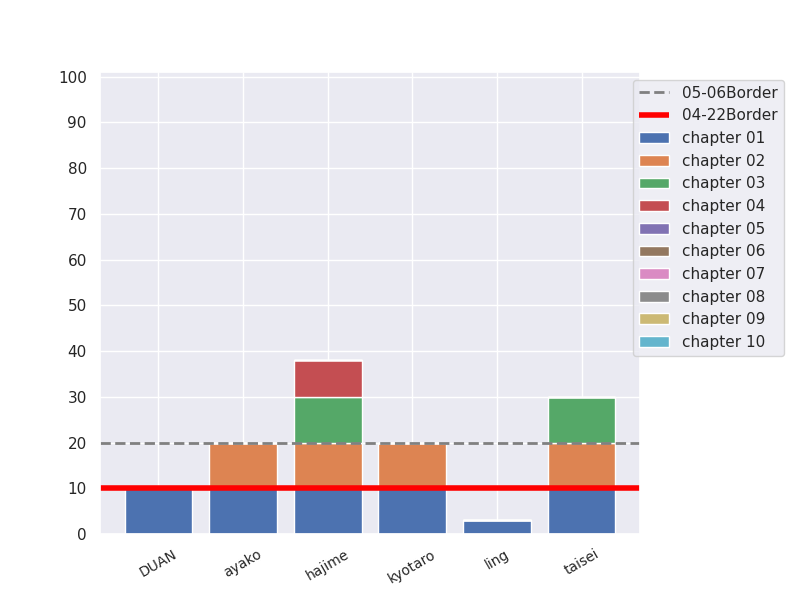 100
90
80
70
60
50
40
30
20
10
0
DUAN
ayako
hajime
kyotaro
ling
taisei
05-06Border
04-22Border
chapter 01
chapter 02
chapter 03
chapter 04
chapter 05
chapter 06
chapter 07
chapter 08
chapter 09
chapter 10